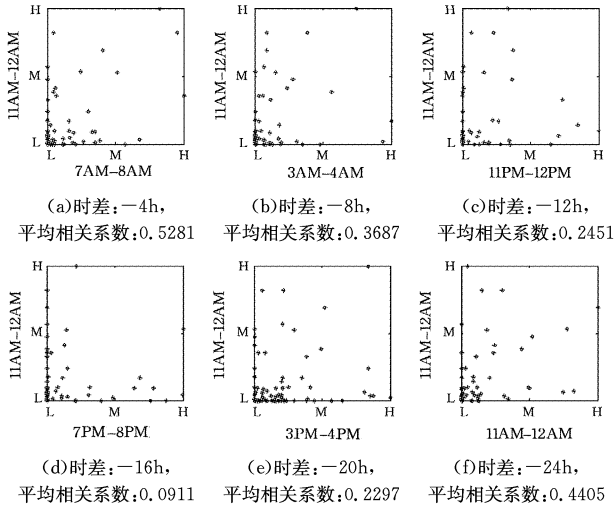 H
M
L
11AM-12AM
L M H
7AM-8AM
(a)时差:-4h,
平均相关系数:0.5281
H
M
L
11AM-12AM
L M H
3AM-4AM
(b)时差:-8h,
平均相关系数:0.3687
H
M
L
11AM-12AM
L M H
11PM-12PM
(c)时差:-12h,
平均相关系数:0.2451
H
M
L
11AM-12AM
L M H
7PM-8PM
(d)时差:-16h,
平均相关系数:0.0911
H
M
L
11AM-12AM
L M H
3PM-4PM
(e)时差:-20h,
平均相关系数:0.2297
H
M
L
11AM-12AM
L M H
11AM-12AM
(f)时差:-24h,
平均相关系数:0.4405